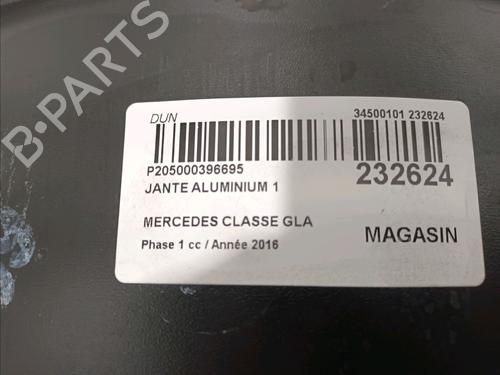 B-PARTS
DUN
34500101 232624
P205000396695
232624
JANTE ALUMINIUM 1
MERCEDES CLASSE GLA
MAGASIN
Phase 1 cc / Année 2016